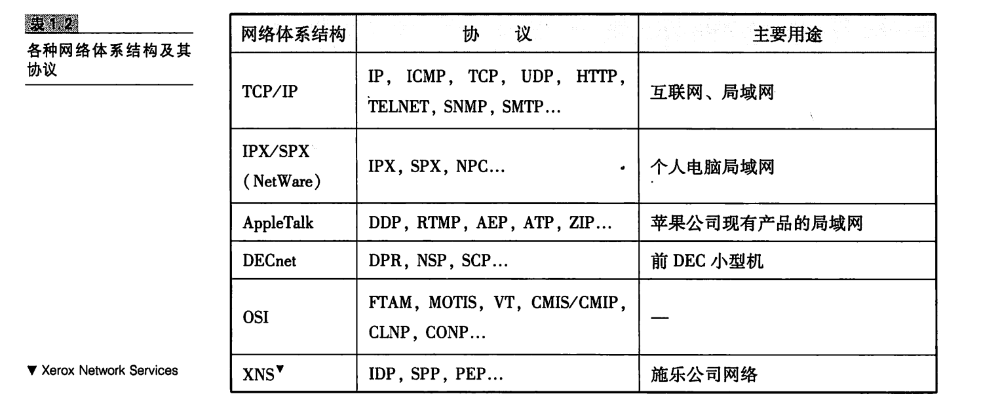 表 1.2
各种网络体系结构及其
协议
网络体系结构 协 议 主要用途
TCP/IP
IP, ICMP, TCP, UDP, HTTP,
TELNET, SNMP, SMTP...
互联网、局域网
IPX/SPX
(NetWare)
IPX, SPX, NPC...
个人电脑局域网
AppleTalk DDP, RTMP, AEP, ATP, ZIP... 苹果公司现有产品的局域网
DECnet DPR, NSP, SCP... 前 DEC 小型机
OSI
FTAM, MOTIS, VT, CMIS/CMIP,
CLNP, CONP...
—
XNS▼ IDP, SPP, PEP... 施乐公司网络
▼ Xerox Network Services